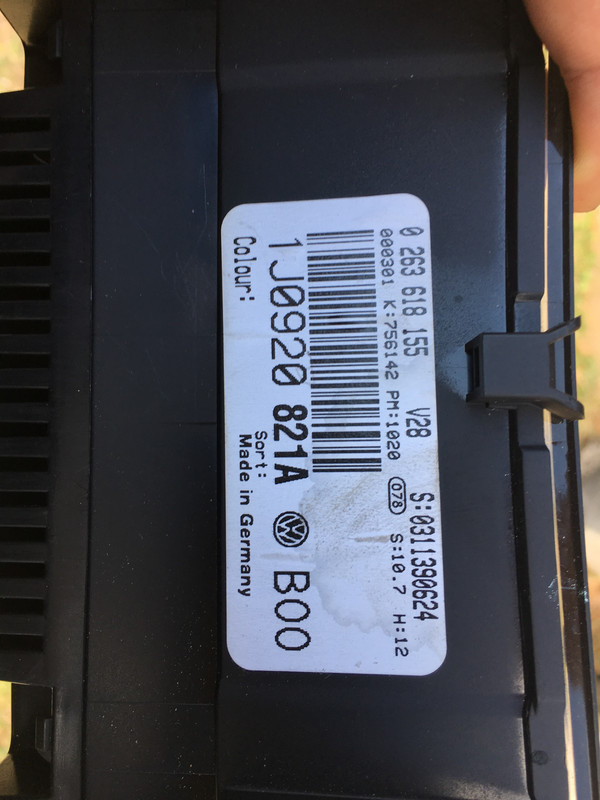 0 263 618 155 V28 S:0311390624
000301 K:756142 PM:1020 078 S:10.7 H:12
1J0920 821A VW B00
Colour: Sort:
Made in Germany